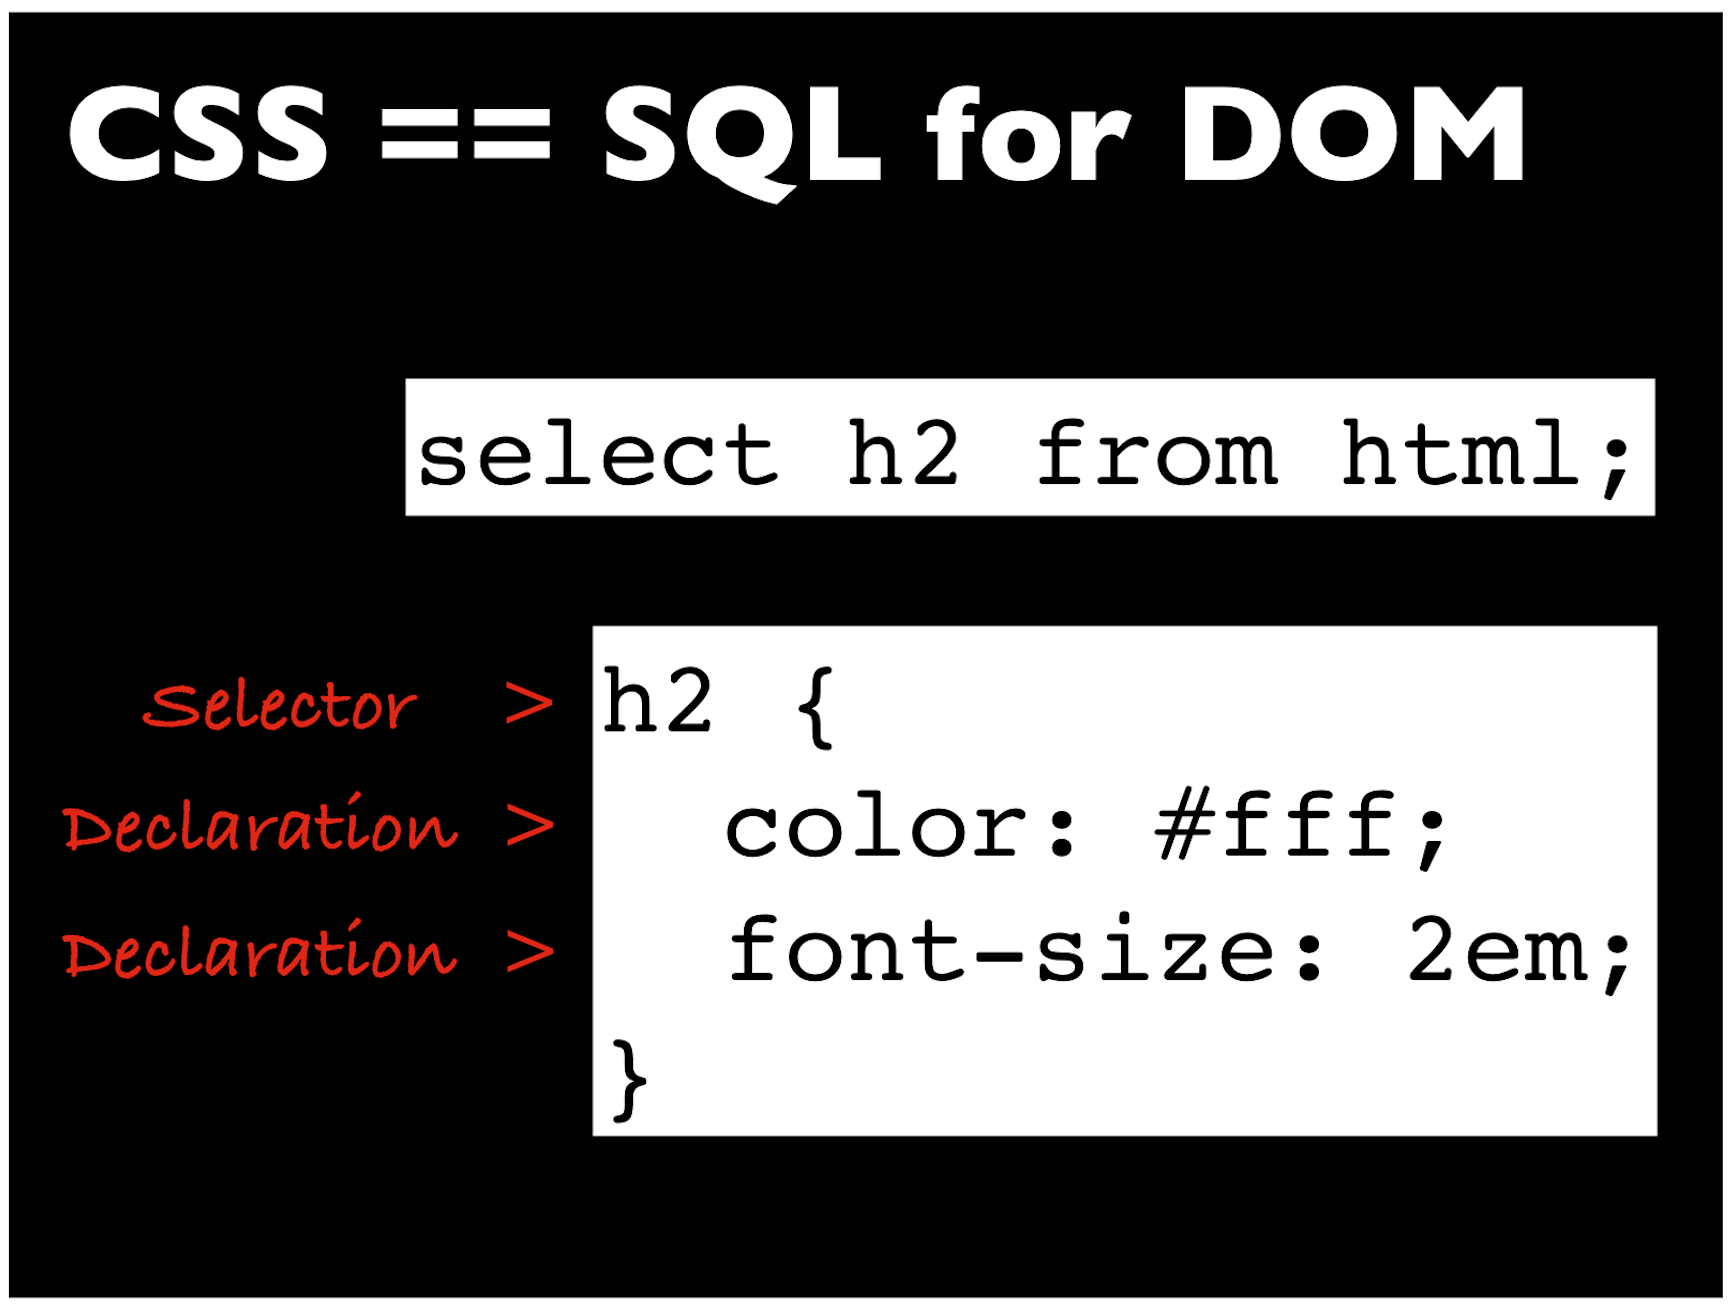 CSS == SQL for DOM
select h2 from html;
Selector > h2 {
Declaration > color: #fff;
Declaration > font-size: 2em;
}